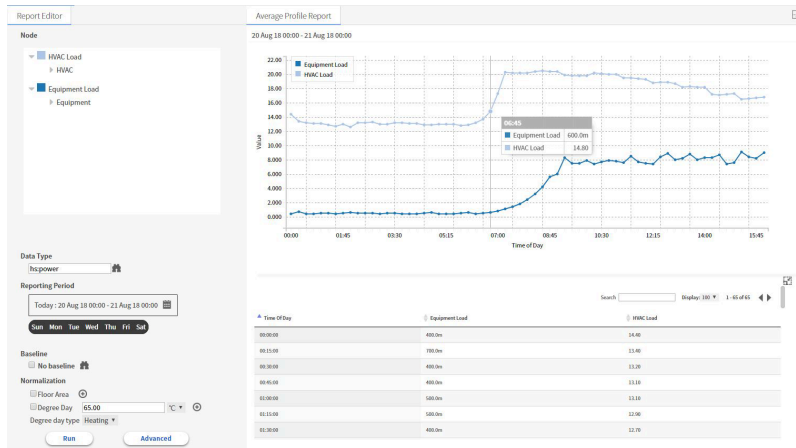 Report Editor
Node
HVAC Load
HVAC
Equipment Load
Equipment
Data Type
hs:power
Reporting Period
Today : 20 Aug 18 00:00 - 21 Aug 18 00:00
Sun Mon Tue Wed Thu Fri Sat
Baseline
No baseline
Normalization
Floor Area
Degree Day 65.00 °C
Degree day type Heating
Run Advanced
Average Profile Report
20 Aug 18 00:00 - 21 Aug 18 00:00
22.00
20.00
18.00
16.00
14.00
12.00
10.00
8.000
6.000
4.000
2.000
0.000
Value
Equipment Load
HVAC Load
06:45
Equipment Load 600.0m
HVAC Load 14.80
00:00 01:45 03:30 05:15 07:00 08:45 10:30 12:15 14:00 15:45
Time of Day
Search Display: 100 1 - 65 of 65
Time Of Day Equipment Load HVAC Load
00:00:00 400.0m 14.40
00:15:00 700.0m 13.40
00:30:00 400.0m 13.20
00:45:00 400.0m 13.10
01:00:00 500.0m 13.10
01:15:00 500.0m 12.90
01:30:00 400.0m 12.70